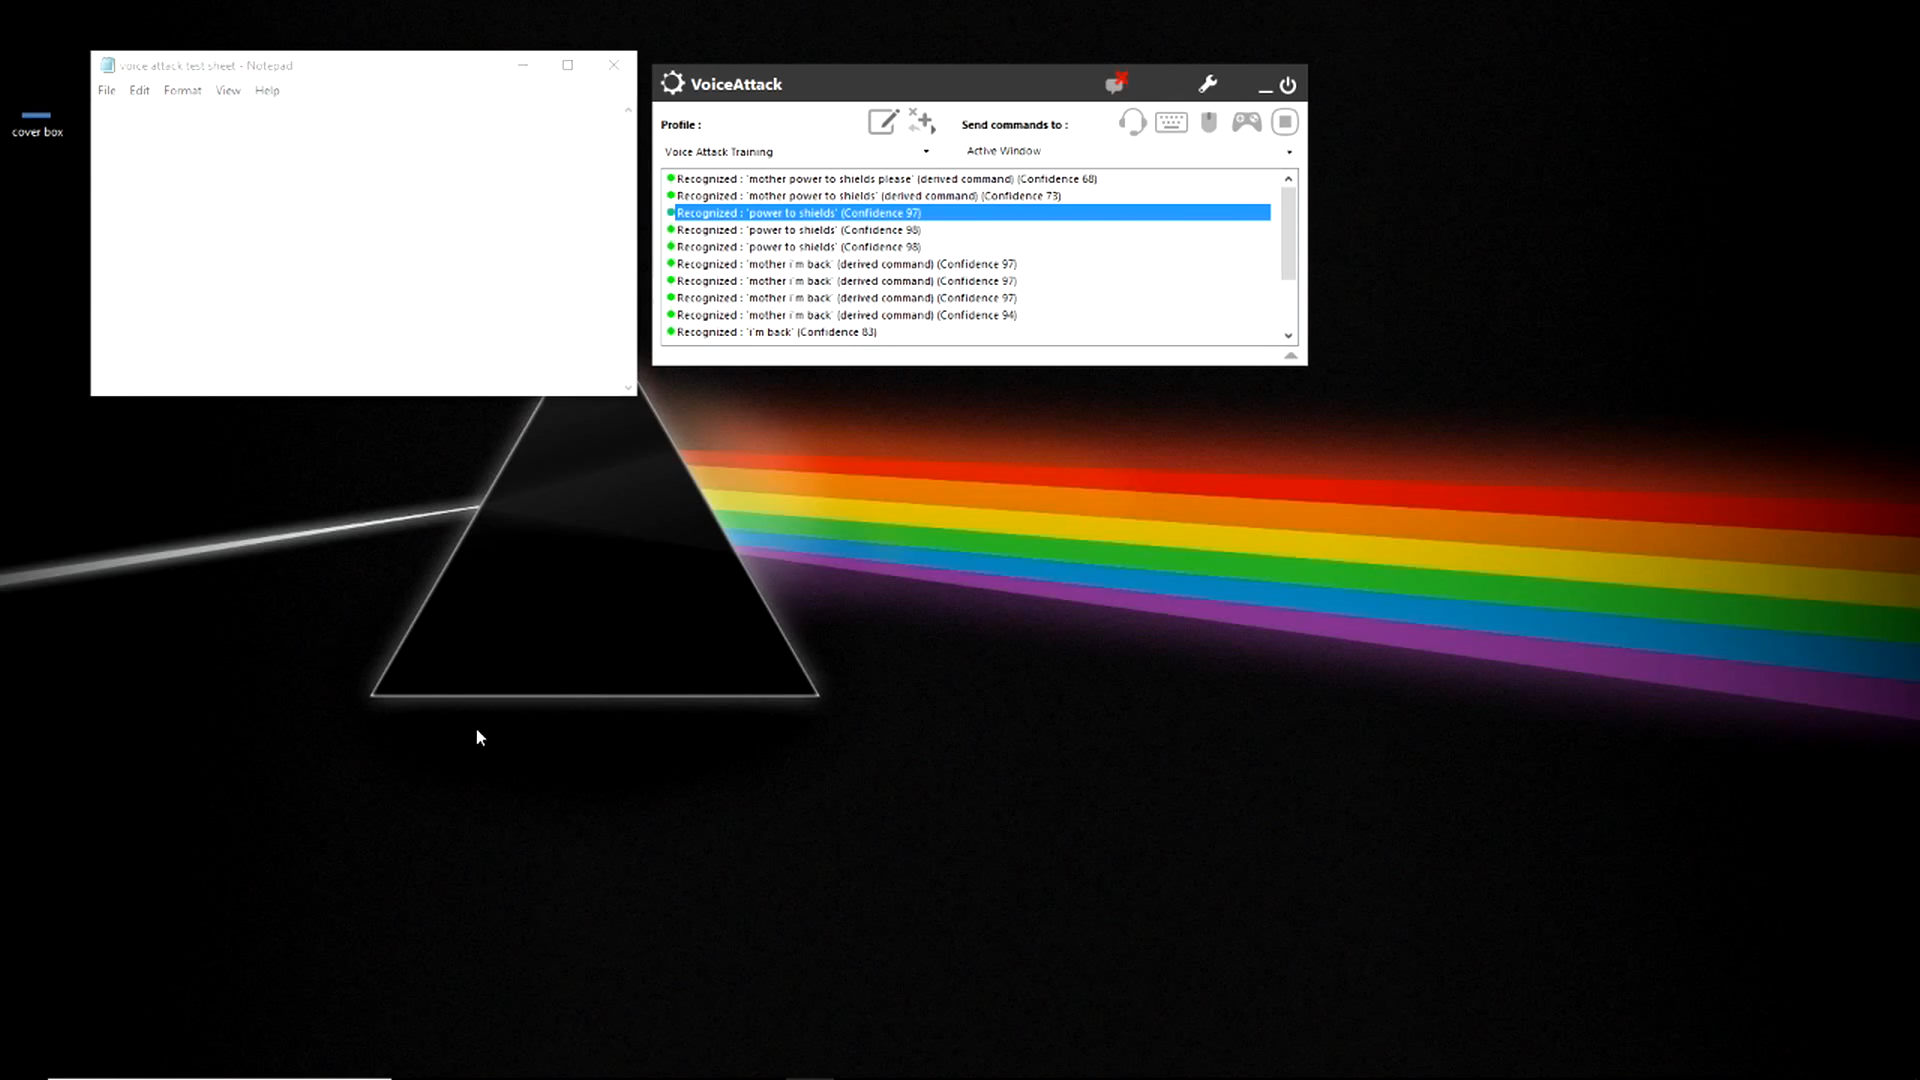 voice attack test sheet - Notepad
File Edit Format View Help
cover box
VoiceAttack
Profile :
Send commands to :
Voice Attack Training
Active Window
Recognized : 'mother power to shields please' (derived command) (Confidence 68)
Recognized : 'mother power to shields' (derived command) (Confidence 73)
Recognized : 'power to shields' (Confidence 97)
Recognized : 'power to shields' (Confidence 98)
Recognized : 'power to shields' (Confidence 98)
Recognized : 'mother i'm back' (derived command) (Confidence 97)
Recognized : 'mother i'm back' (derived command) (Confidence 97)
Recognized : 'mother i'm back' (derived command) (Confidence 97)
Recognized : 'mother i'm back' (derived command) (Confidence 94)
Recognized : 'i'm back' (Confidence 83)